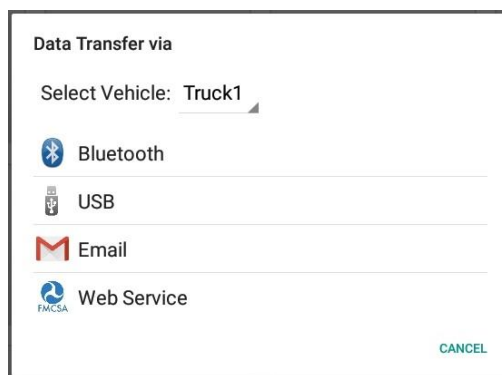 Data Transfer via
Select Vehicle: Truck1
Bluetooth
USB
Email
FMCSA Web Service
CANCEL